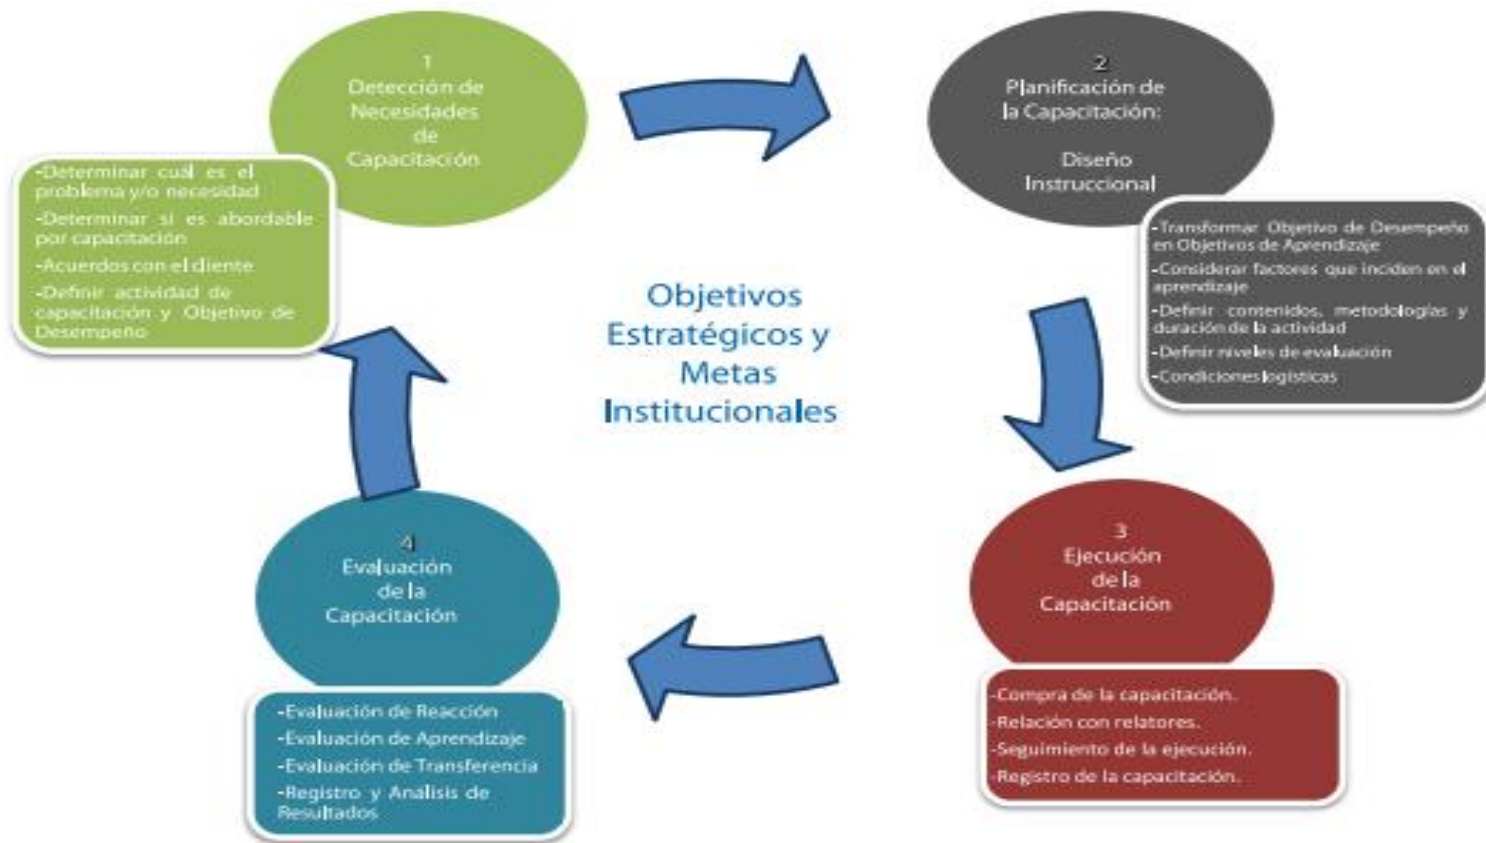 1
Detección de
Necesidades
de
Capacitación
-Determinar cuál es el
problema y/o necesidad
-Determinar si es abordable
por capacitación
-Acuerdos con el cliente
-Definir actividad de
capacitación y Objetivo de
Desempeño
2
Planificación de
la Capacitación:
Diseño
Instruccional
-Transformar Objetivo de Desempeño
en Objetivos de Aprendizaje
-Considerar factores que inciden en el
aprendizaje
-Definir contenidos, metodologías y
duración de la actividad
-Definir niveles de evaluación
-Condiciones logísticas
Objetivos
Estratégicos y
Metas
Institucionales
3
Ejecución
de la
Capacitación
-Compra de la capacitación.
-Relación con relatores.
-Seguimiento de la ejecución.
-Registro de la capacitación.
4
Evaluación
de la
Capacitación
-Evaluación de Reacción
-Evaluación de Aprendizaje
-Evaluación de Transferencia
-Registro y Análisis de
Resultados